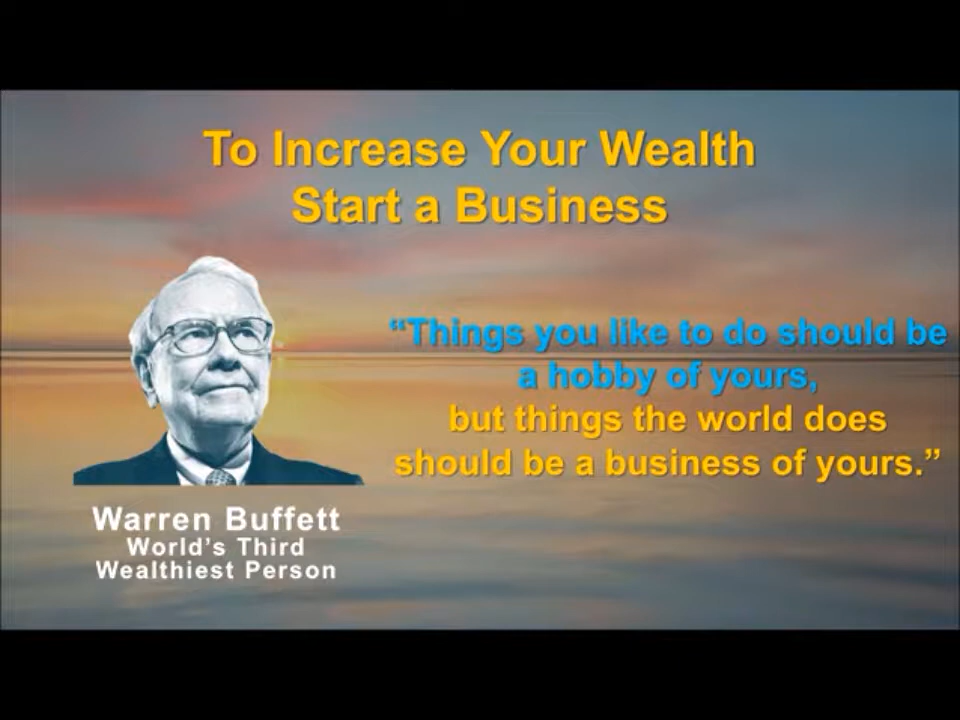 To Increase Your Wealth
Start a Business
“Things you like to do should be
a hobby of yours,
but things the world does
should be a business of yours.”
Warren Buffett
World’s Third
Wealthiest Person